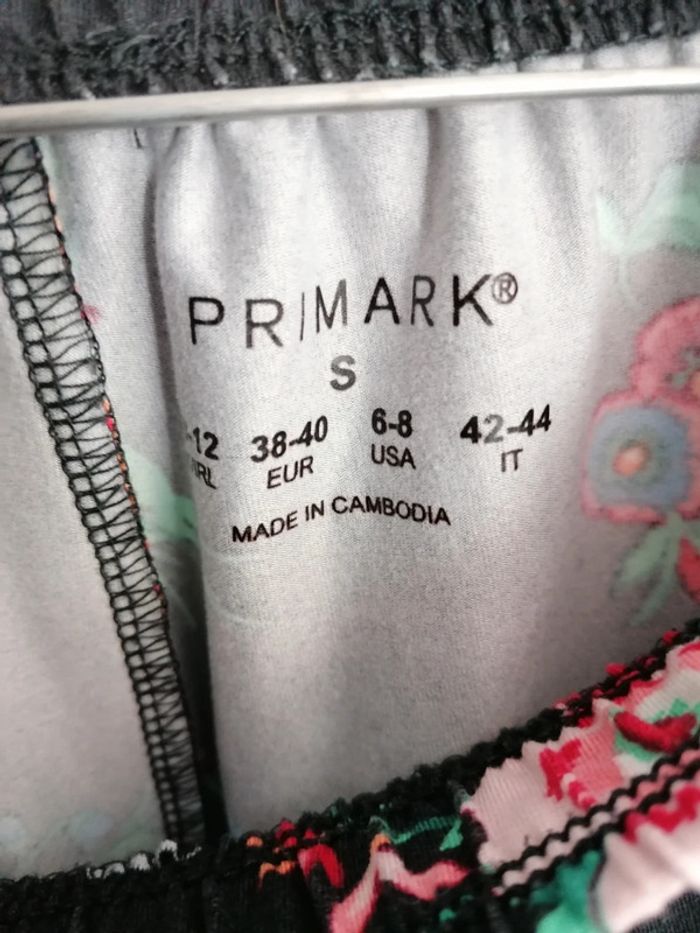 PRIMARK®
S
-12 38-40 6-8 42-44
EUR USA IT
MADE IN CAMBODIA